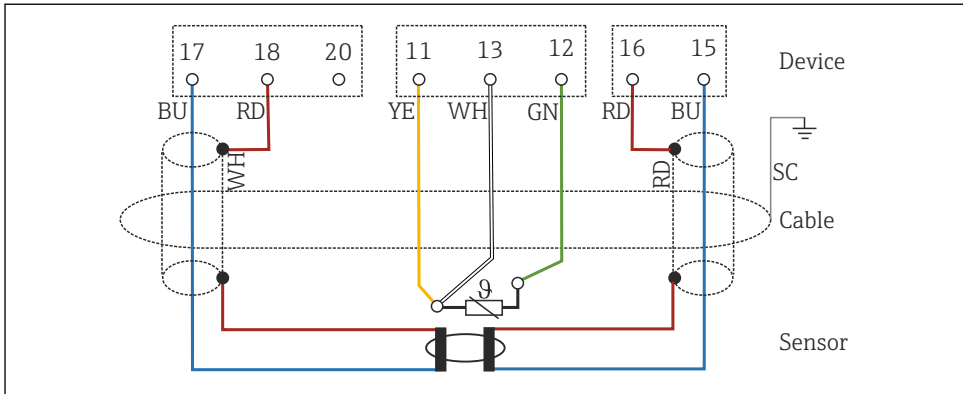 17 18 20 11 13 12 16 15
Device
BU RD YE WH GN RD BU
WH
RD
SC
Cable
ϑ
Sensor